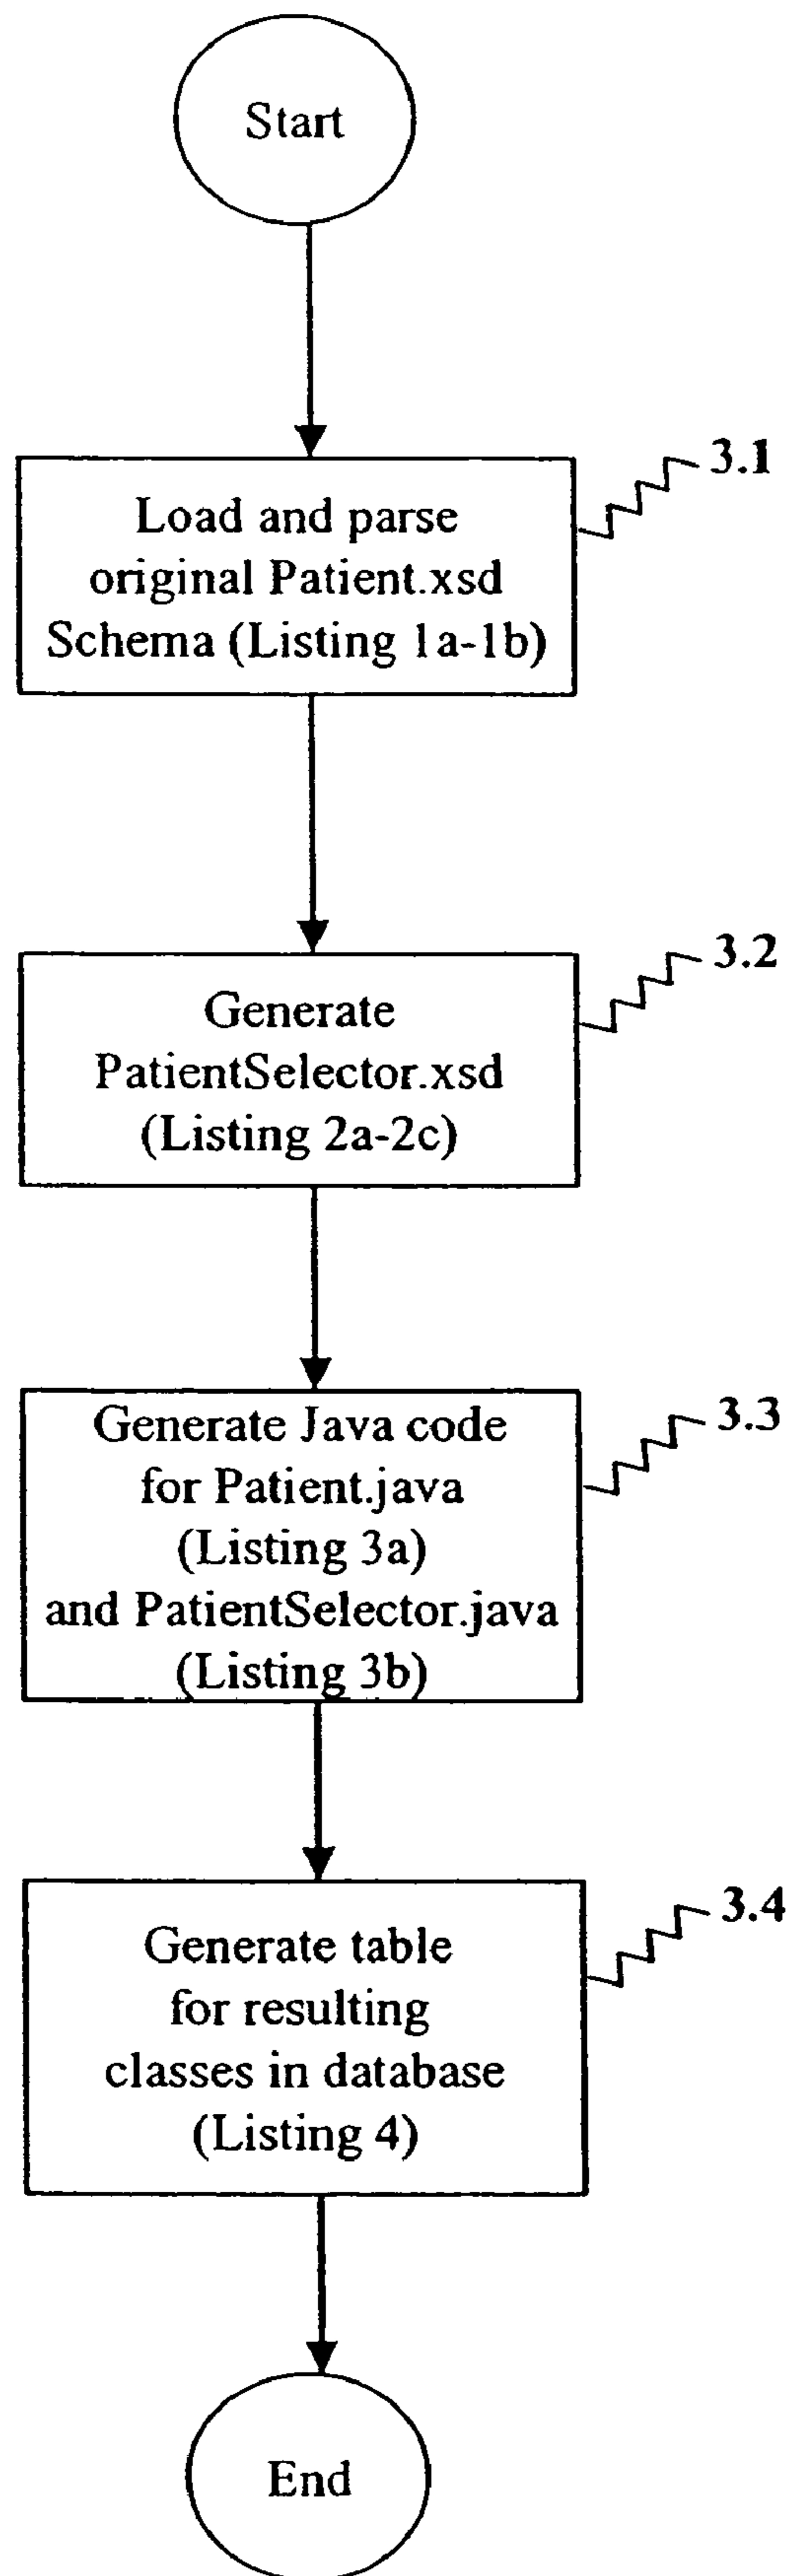 Start
3.1
Load and parse
original Patient.xsd
Schema (Listing 1a-1b)
3.2
Generate
PatientSelector.xsd
(Listing 2a-2c)
3.3
Generate Java code
for Patient.java
(Listing 3a)
and PatientSelector.java
(Listing 3b)
3.4
Generate table
for resulting
classes in database
(Listing 4)
End